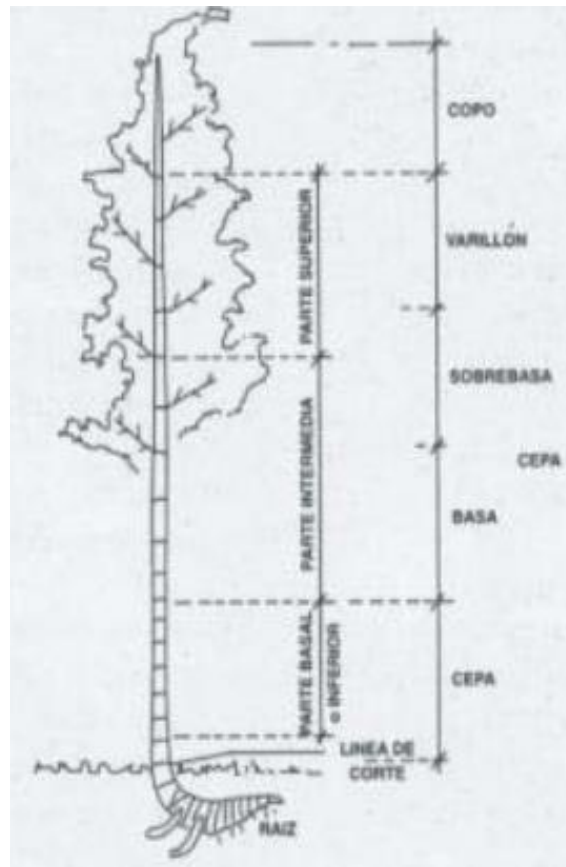 COPO
PARTE SUPERIOR
VARILLÓN
SOBREBASA
PARTE INTERMEDIA
CEPA
BASA
PARTE BASAL
o INFERIOR
CEPA
LINEA DE
CORTE
RAIZ